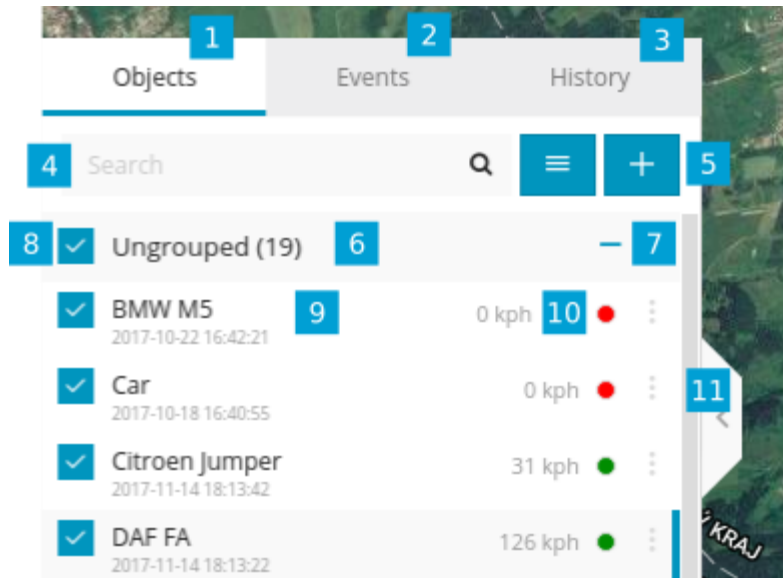 1
2
3
Objects
Events
History
4
Search
5
8
Ungrouped (19)
6
7
BMW M5
9
0 kph
10
2017-10-22 16:42:21
Car
0 kph
11
2017-10-18 16:40:55
Citroen Jumper
31 kph
2017-11-14 18:13:42
DAF FA
126 kph
2017-11-14 18:13:22
KRAJ